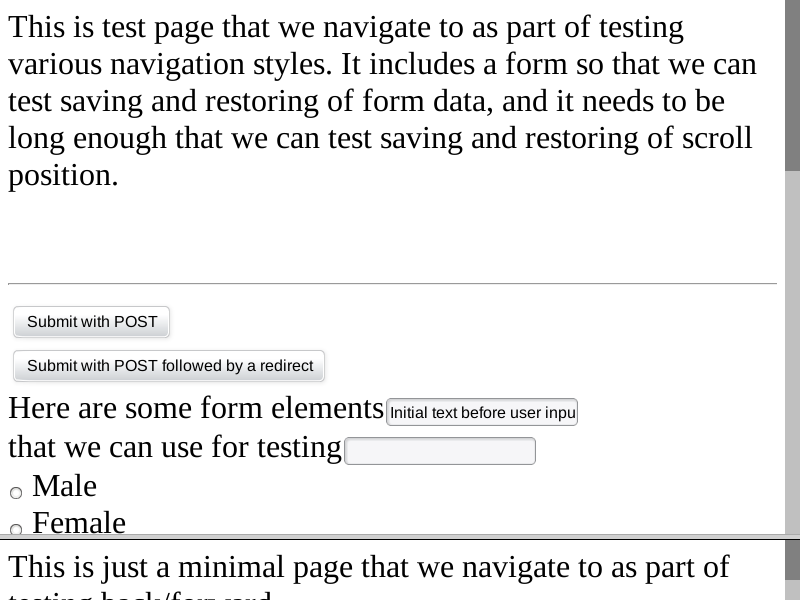 This is test page that we navigate to as part of testing
various navigation styles. It includes a form so that we can
test saving and restoring of form data, and it needs to be
long enough that we can test saving and restoring of scroll
position.
Submit with POST
Submit with POST followed by a redirect
Here are some form elements Initial text before user inpu
that we can use for testing
Male
Female
This is just a minimal page that we navigate to as part of
testing back/forward